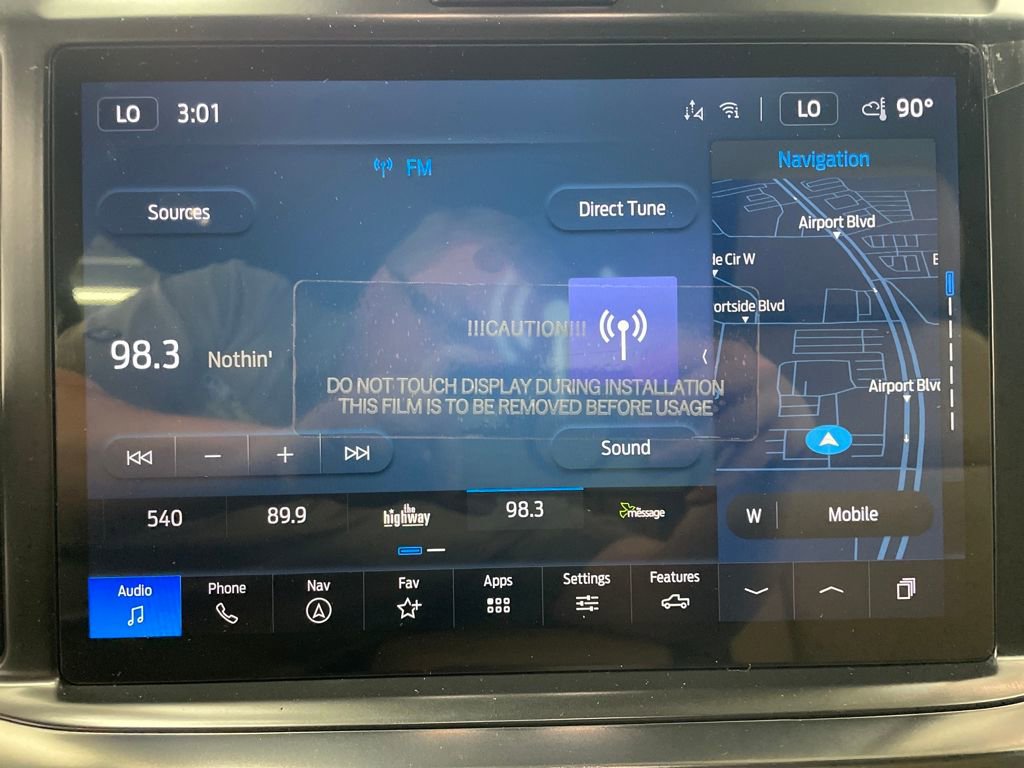 LO 3:01 LO 90°
FM
Navigation
Sources
Direct Tune
Airport Blvd
le Cir W
E
ortside Blvd
!!!CAUTION!!!
98.3 Nothin'
DO NOT TOUCH DISPLAY DURING INSTALLATION
THIS FILM IS TO BE REMOVED BEFORE USAGE
Airport Blvd
Sound
540 89.9 the highway 98.3 message
W Mobile
Audio Phone Nav Fav Apps Settings Features